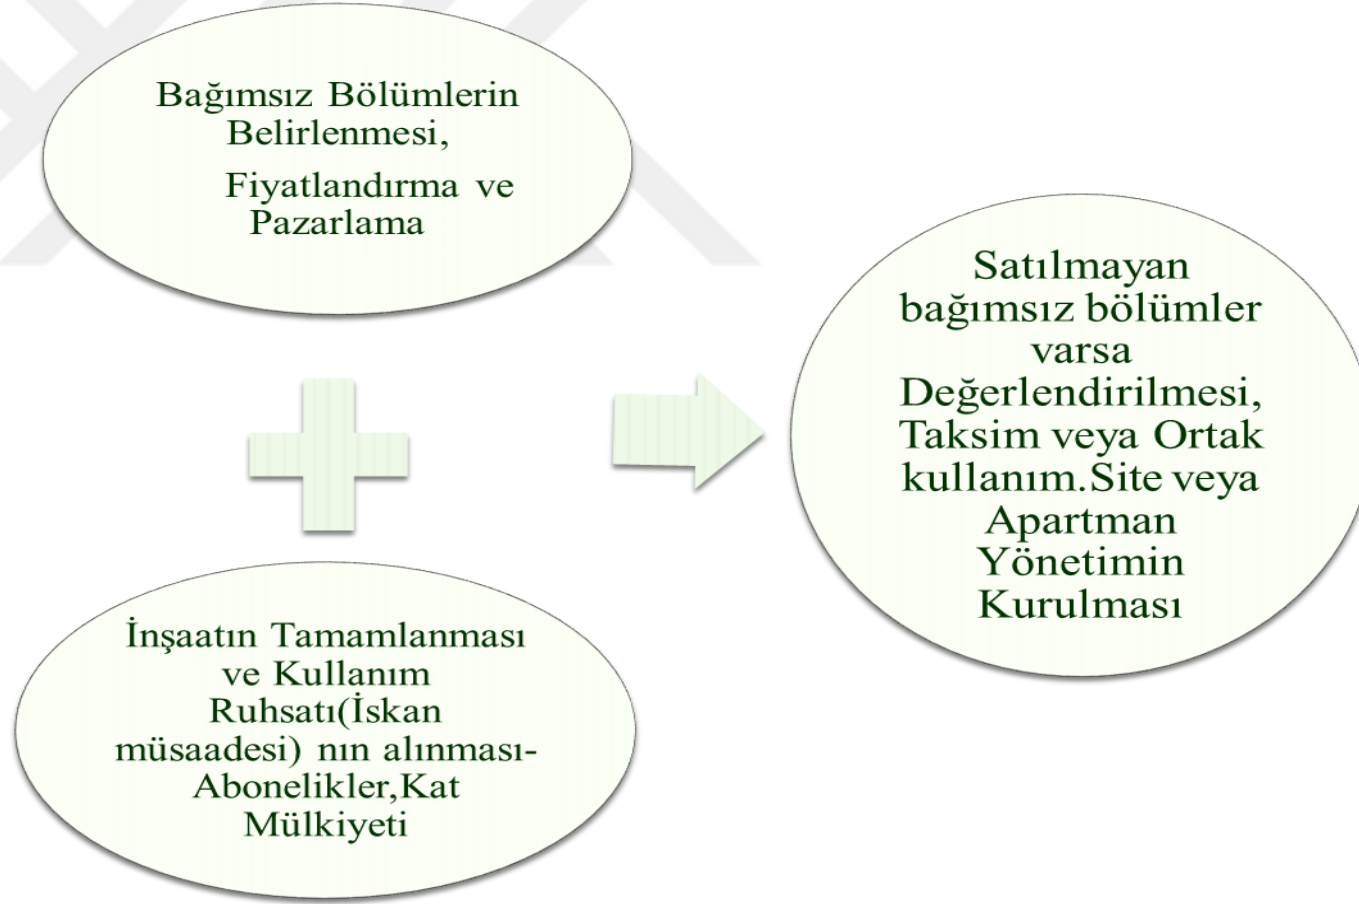 Bağımsız Bölümlerin
Belirlenmesi,
Fiyatlandırma ve
Pazarlama
İnşaatın Tamamlanması
ve Kullanım
Ruhsatı(İskan
müsaadesi) nın alınması-
Abonelikler,Kat
Mülkiyeti
Satılmayan
bağımsız bölümler
varsa
Değerlendirilmesi,
Taksim veya Ortak
kullanım.Site veya
Apartman
Yönetimin
Kurulması